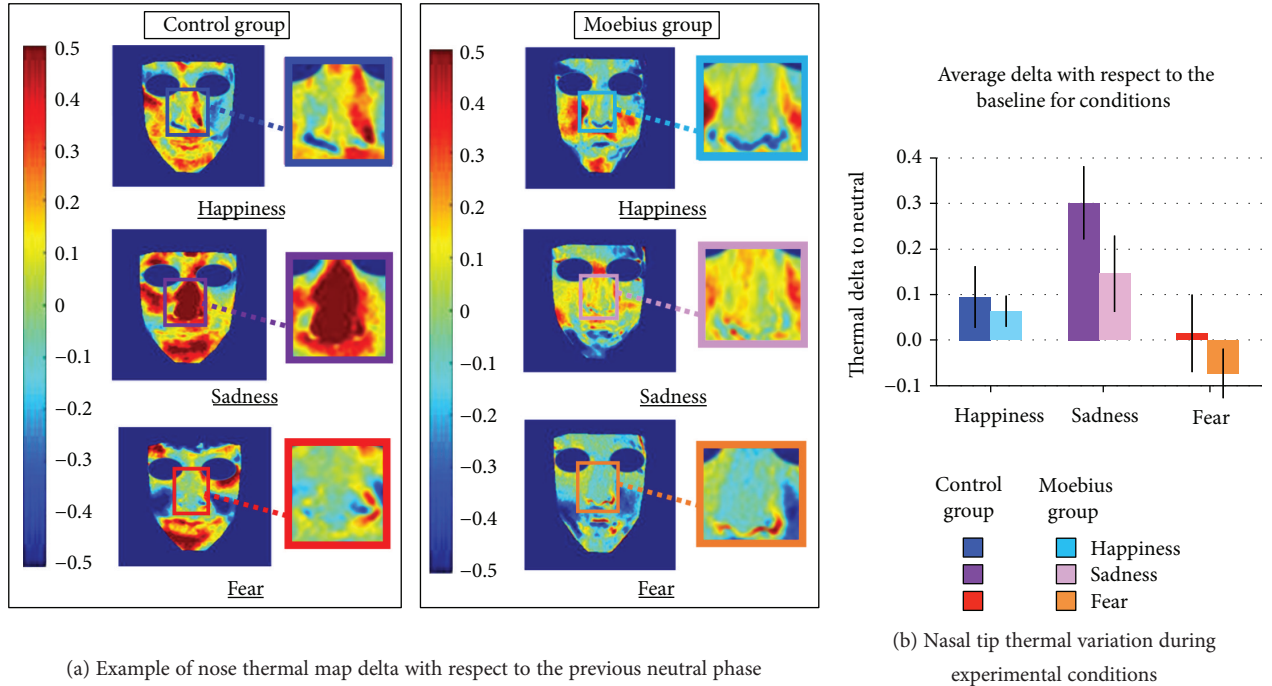 Control group
0.5
0.4
0.3
0.2
0.1
0
−0.1
−0.2
−0.3
−0.4
−0.5
Happiness
Sadness
Fear
Moebius group
0.5
0.4
0.3
0.2
0.1
0
−0.1
−0.2
−0.3
−0.4
−0.5
Happiness
Sadness
Fear
(a) Example of nose thermal map delta with respect to the previous neutral phase
Average delta with respect to the
baseline for conditions
Thermal delta to neutral
0.4
0.3
0.2
0.1
0.0
−0.1
Happiness
Sadness
Fear
Control
group
Moebius
group
Happiness
Sadness
Fear
(b) Nasal tip thermal variation during
experimental conditions